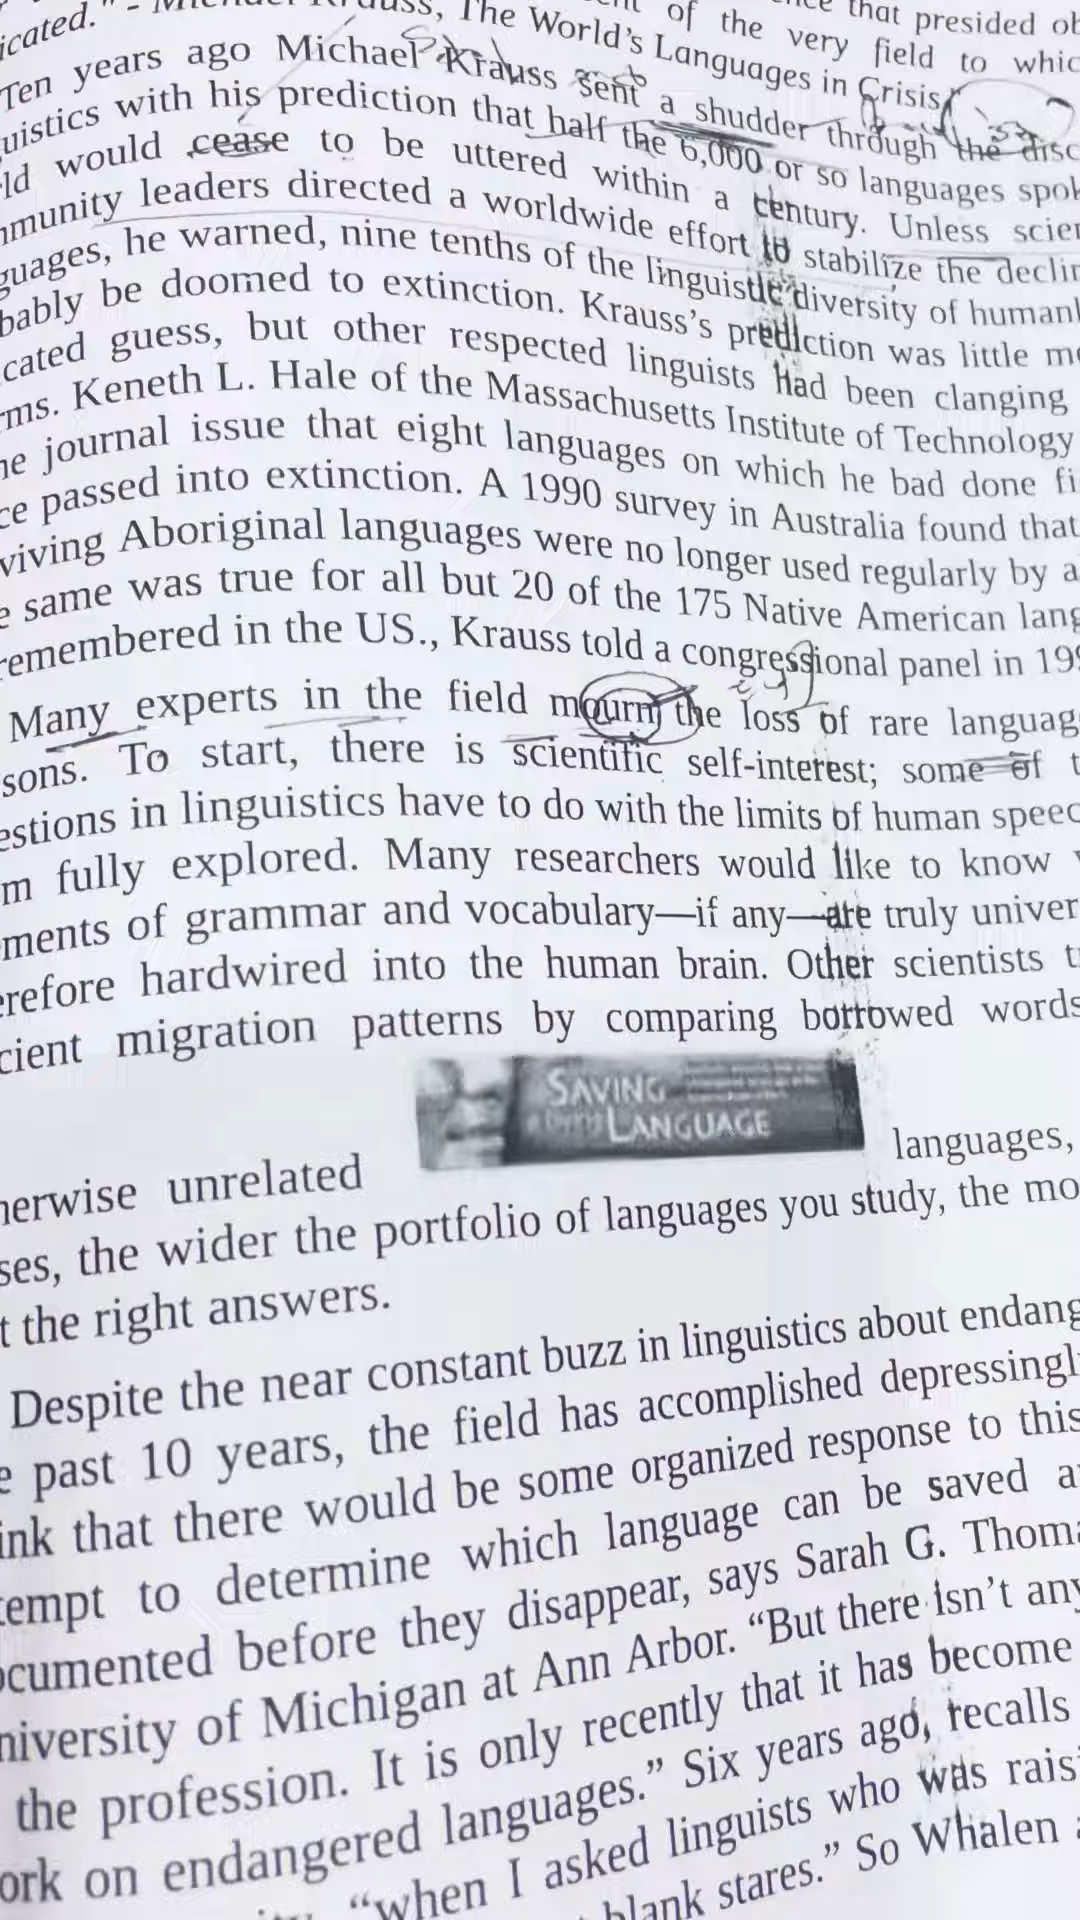 icated." - Michael Krauss, The World's Languages in Crisis
of the very field to
that presided
Ten years ago Michael Krauss sent a shudder through the disc
uistics with his prediction that half the 6,000 or so languages spok
ld would cease to be uttered within a century. Unless scien
mmunity leaders directed a worldwide effort to stabilize the declin
guages, he warned, nine tenths of the linguistic diversity of human
bably be doomed to extinction. Krauss's prediction was little mo
cated guess, but other respected linguists had been clanging
rms. Keneth L. Hale of the Massachusetts Institute of Technology
he journal issue that eight languages on which he bad done fi
ce passed into extinction. A 1990 survey in Australia found that
viving Aboriginal languages were no longer used regularly by a
e same was true for all but 20 of the 175 Native American lang
remembered in the US., Krauss told a congressional panel in 199
Many experts in the field mourn the loss of rare languag
sons. To start, there is scientific self-interest; some of t
estions in linguistics have to do with the limits of human speec
m fully explored. Many researchers would like to know
ments of grammar and vocabulary—if any—are truly univer
erefore hardwired into the human brain. Other scientists t
cient migration patterns by comparing borrowed words
SAVING
LANGUAGE
herwise unrelated languages,
ses, the wider the portfolio of languages you study, the mo
t the right answers.
Despite the near constant buzz in linguistics about endang
e past 10 years, the field has accomplished depressingl
ink that there would be some organized response to this
tempt to determine which language can be saved a
ocumented before they disappear, says Sarah G. Thoma
niversity of Michigan at Ann Arbor. "But there isn't any
the profession. It is only recently that it has become
ork on endangered languages." Six years ago, recalls
"when I asked linguists who was raisi
blank stares." So Whalen